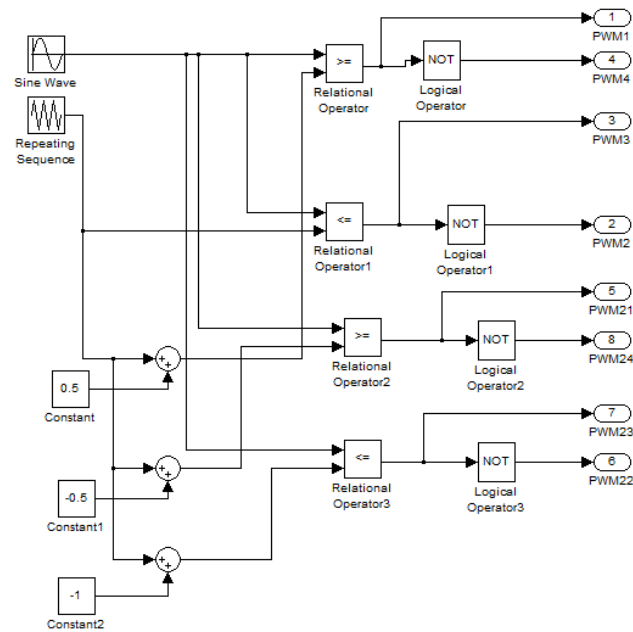 1
PWM1
Sine Wave
>=
Relational
Operator
NOT
Logical
Operator
4
PWM4
Repeating
Sequence
3
PWM3
<=
Relational
Operator1
NOT
Logical
Operator1
2
PWM2
5
PWM21
>=
Relational
Operator2
NOT
Logical
Operator2
8
PWM24
0.5
Constant
7
PWM23
<=
Relational
Operator3
NOT
Logical
Operator3
6
PWM22
-0.5
Constant1
-1
Constant2